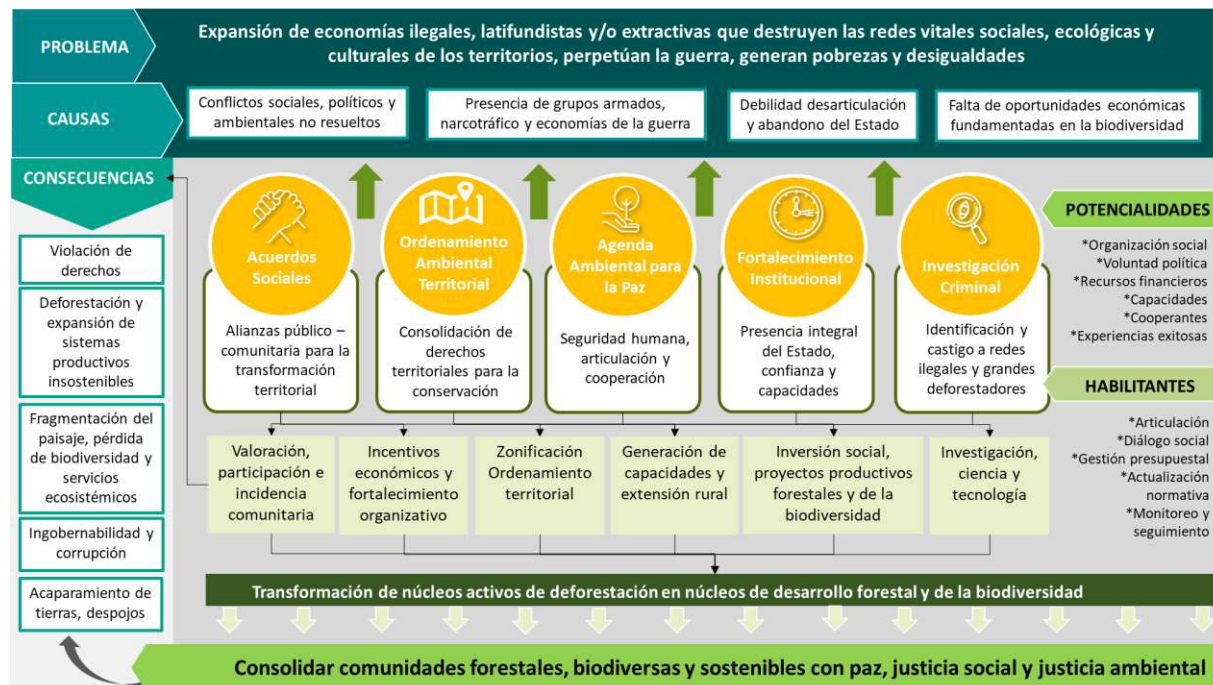 PROBLEMA
Expansión de economías ilegales, latifundistas y/o extractivas que destruyen las redes vitales sociales, ecológicas y
culturales de los territorios, perpetúan la guerra, generan pobrezas y desigualdades
CAUSAS
Conflictos sociales, políticos y
ambientales no resueltos
Presencia de grupos armados,
narcotráfico y economías de la guerra
Debilidad desarticulación
y abandono del Estado
Falta de oportunidades económicas
fundamentadas en la biodiversidad
CONSECUENCIAS
Violación de
derechos
Deforestación y
expansión de
sistemas
productivos
insostenibles
Fragmentación del
paisaje, pérdida
de biodiversidad y
servicios
ecosistémicos
Ingobernabilidad y
corrupción
Acaparamiento de
tierras, despojos
Acuerdos
Sociales
Alianzas público –
comunitaria para la
transformación
territorial
Ordenamiento
Ambiental
Territorial
Consolidación de
derechos
territoriales para la
conservación
Agenda
Ambiental para
la Paz
Seguridad humana,
articulación y
cooperación
Fortalecimiento
Institucional
Presencia integral
del Estado,
confianza y
capacidades
Investigación
Criminal
Identificación y
castigo a redes
ilegales y grandes
deforestadores
POTENCIALIDADES
*Organización social
*Voluntad política
*Recursos financieros
*Capacidades
*Cooperantes
*Experiencias exitosas
HABILITANTES
*Articulación
*Diálogo social
*Gestión presupuestal
*Actualización
normativa
*Monitoreo y
seguimiento
Valoración,
participación e
incidencia
comunitaria
Incentivos
económicos y
fortalecimiento
organizativo
Zonificación
Ordenamiento
territorial
Generación de
capacidades y
extensión rural
Inversión social,
proyectos productivos
forestales y de la
biodiversidad
Investigación,
ciencia y
tecnología
Transformación de núcleos activos de deforestación en núcleos de desarrollo forestal y de la biodiversidad
Consolidar comunidades forestales, biodiversas y sostenibles con paz, justicia social y justicia ambiental